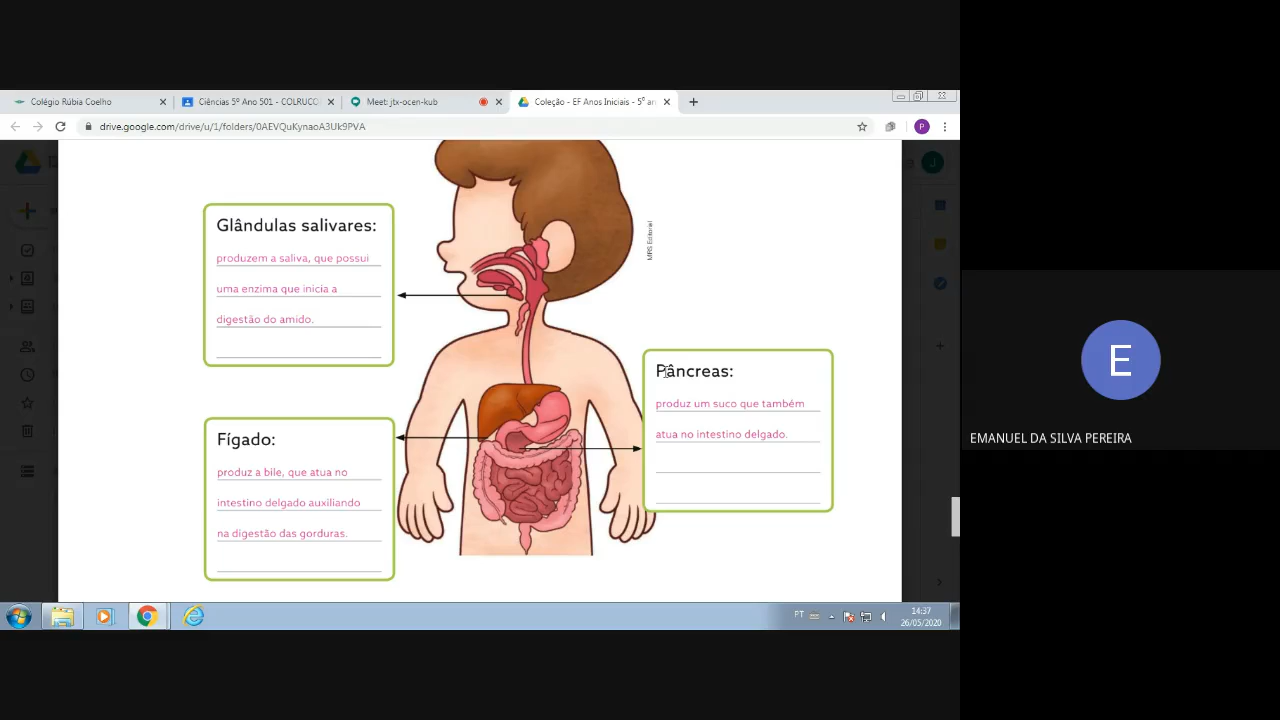 Colégio Rúbia Coelho
Ciências 5º Ano 501 - COLRUCO
Meet: jtx-ocen-kub
Coleção - EF Anos Iniciais - 5º an
drive.google.com/drive/u/1/folders/0AEVQuKynaoA3Uk9PVA
P
J
Glândulas salivares:
produzem a saliva, que possui
uma enzima que inicia a
digestão do amido.
MRS Editorial
Pâncreas:
produz um suco que também
atua no intestino delgado.
Fígado:
produz a bile, que atua no
intestino delgado auxiliando
na digestão das gorduras.
E
EMANUEL DA SILVA PEREIRA
PT
14:37
26/05/2020